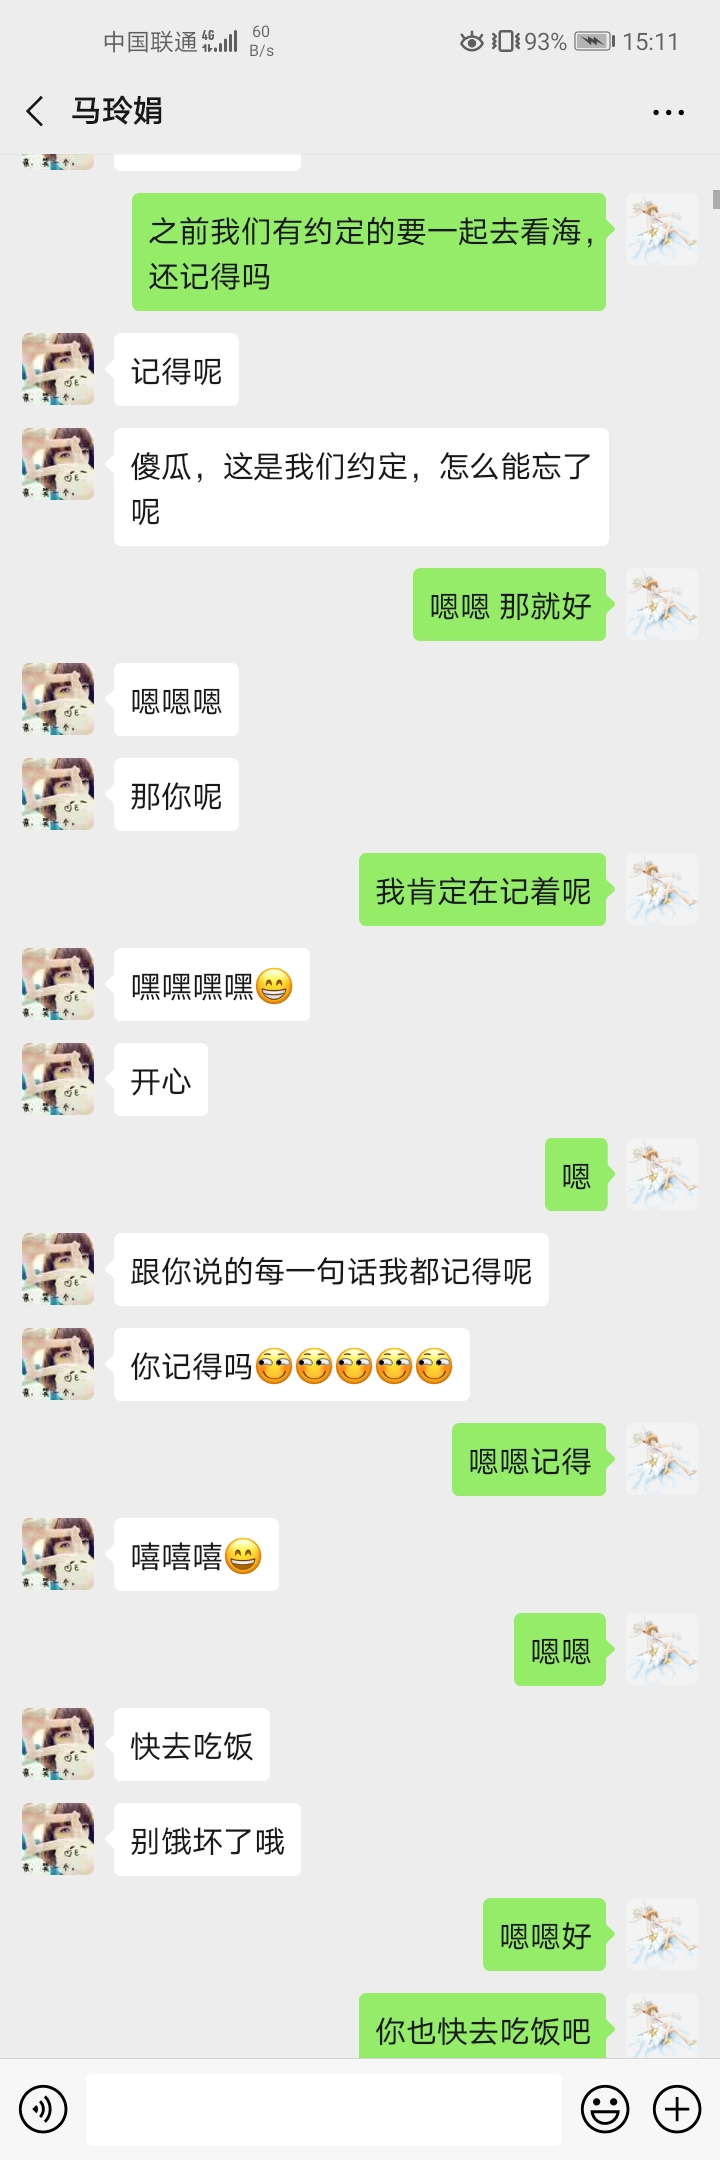 中国联通 4G 60 B/s 93% 15:11
马玲娟
之前我们有约定的要一起去看海，
还记得吗
记得呢
傻瓜，这是我们约定，怎么能忘了
呢
嗯嗯 那就好
嗯嗯嗯
那你呢
我肯定在记着呢
嘿嘿嘿嘿😁
开心
嗯
跟你说的每一句话我都记得呢
你记得吗
嗯嗯记得
嘻嘻嘻😄
嗯嗯
快去吃饭
别饿坏了哦
嗯嗯好
你也快去吃饭吧